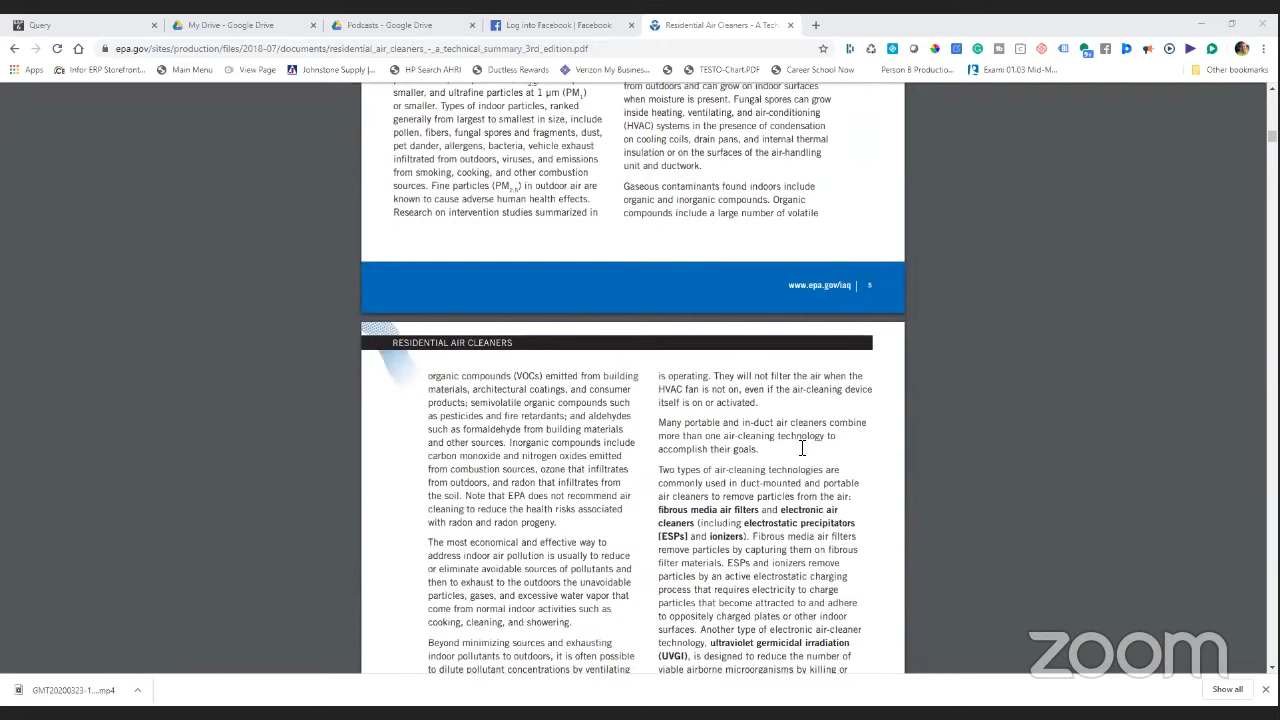 Query
My Drive - Google Drive
Podcasts - Google Drive
Log into Facebook | Facebook
Residential Air Cleaners - A Tech
epa.gov/sites/production/files/2018-07/documents/residential_air_cleaners_-_a_technical_summary_3rd_edition.pdf
Apps
Infor ERP Storefront...
Main Menu
View Page
Johnstone Supply |...
HP Search AHRI
Ductless Rewards
Verizon My Busines...
TESTO-Chart.PDF
Career School Now
Person B Productio...
Exam: 01.03 Mid-M...
Other bookmarks
smaller, and ultrafine particles at 1 µm (PM1)
or smaller. Types of indoor particles, ranked
generally from largest to smallest in size, include
pollen, fibers, fungal spores and fragments, dust,
pet dander, allergens, bacteria, vehicle exhaust
infiltrated from outdoors, viruses, and emissions
from smoking, cooking, and other combustion
sources. Fine particles (PM2.5) in outdoor air are
known to cause adverse human health effects.
Research on intervention studies summarized in
from outdoors and can grow on indoor surfaces
when moisture is present. Fungal spores can grow
inside heating, ventilating, and air-conditioning
(HVAC) systems in the presence of condensation
on cooling coils, drain pans, and internal thermal
insulation or on the surfaces of the air-handling
unit and ductwork.
Gaseous contaminants found indoors include
organic and inorganic compounds. Organic
compounds include a large number of volatile
www.epa.gov/iaq | 5
RESIDENTIAL AIR CLEANERS
organic compounds (VOCs) emitted from building
materials, architectural coatings, and consumer
products; semivolatile organic compounds such
as pesticides and fire retardants; and aldehydes
such as formaldehyde from building materials
and other sources. Inorganic compounds include
carbon monoxide and nitrogen oxides emitted
from combustion sources, ozone that infiltrates
from outdoors, and radon that infiltrates from
the soil. Note that EPA does not recommend air
cleaning to reduce the health risks associated
with radon and radon progeny.
The most economical and effective way to
address indoor air pollution is usually to reduce
or eliminate avoidable sources of pollutants and
then to exhaust to the outdoors the unavoidable
particles, gases, and excessive water vapor that
come from normal indoor activities such as
cooking, cleaning, and showering.
Beyond minimizing sources and exhausting
indoor pollutants to outdoors, it is often possible
to dilute pollutant concentrations by ventilating
is operating. They will not filter the air when the
HVAC fan is not on, even if the air-cleaning device
itself is on or activated.
Many portable and in-duct air cleaners combine
more than one air-cleaning technology to
accomplish their goals.
Two types of air-cleaning technologies are
commonly used in duct-mounted and portable
air cleaners to remove particles from the air:
fibrous media air filters and electronic air
cleaners (including electrostatic precipitators
[ESPs] and ionizers). Fibrous media air filters
remove particles by capturing them on fibrous
filter materials. ESPs and ionizers remove
particles by an active electrostatic charging
process that requires electricity to charge
particles that become attracted to and adhere
to oppositely charged plates or other indoor
surfaces. Another type of electronic air-cleaner
technology, ultraviolet germicidal irradiation
(UVGI), is designed to reduce the number of
viable airborne microorganisms by killing or
zoom
GMT20200323-1....mp4
Show all